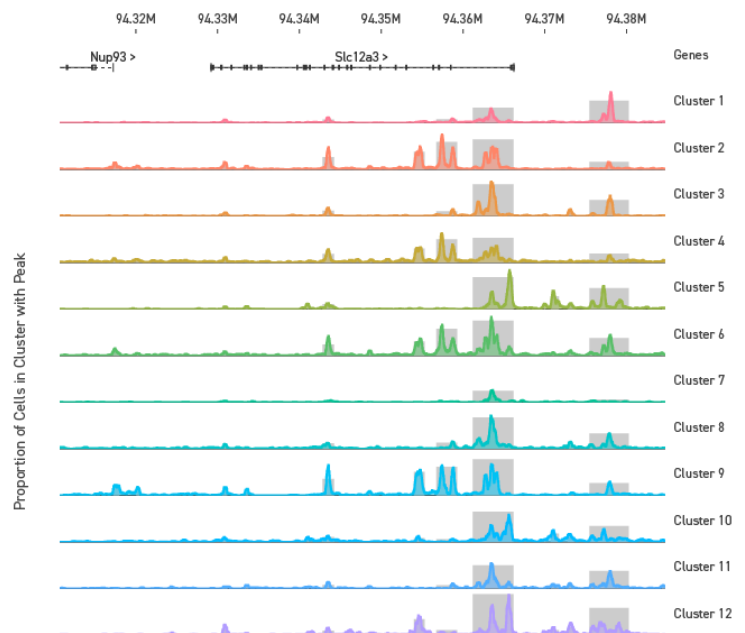 94.32M 94.33M 94.34M 94.35M 94.36M 94.37M 94.38M
Nup93 > Slc12a3 > Genes
Cluster 1
Cluster 2
Cluster 3
Cluster 4
Cluster 5
Cluster 6
Cluster 7
Cluster 8
Cluster 9
Cluster 10
Cluster 11
Cluster 12
Proportion of Cells in Cluster with Peak